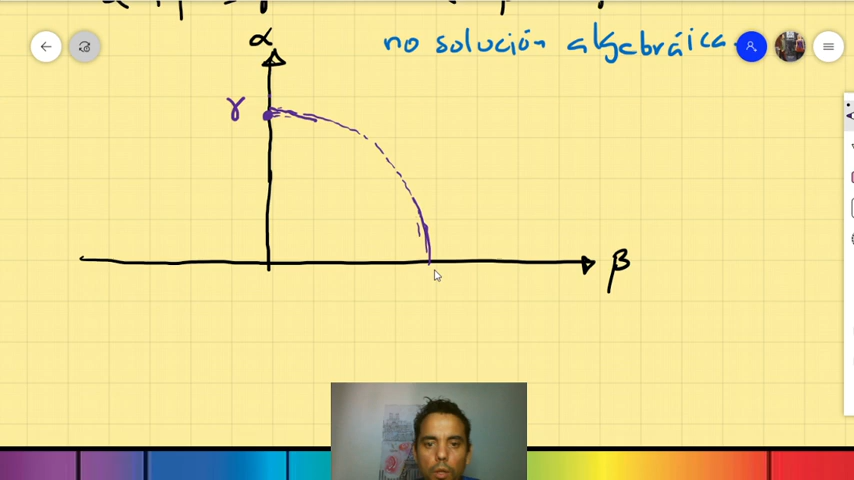 α
no solución algebráica.
γ
β